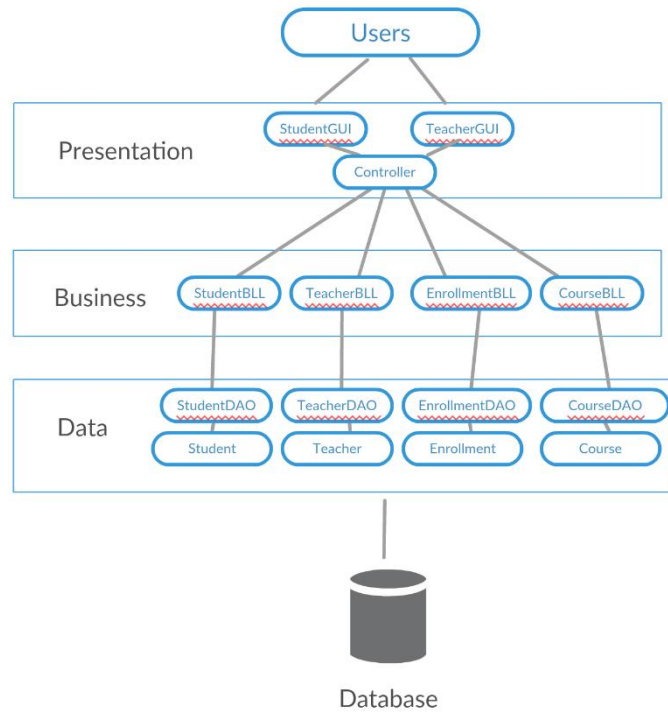 Users
Presentation
StudentGUI
TeacherGUI
Controller
Business
StudentBLL
TeacherBLL
EnrollmentBLL
CourseBLL
Data
StudentDAO
TeacherDAO
EnrollmentDAO
CourseDAO
Student
Teacher
Enrollment
Course
Database